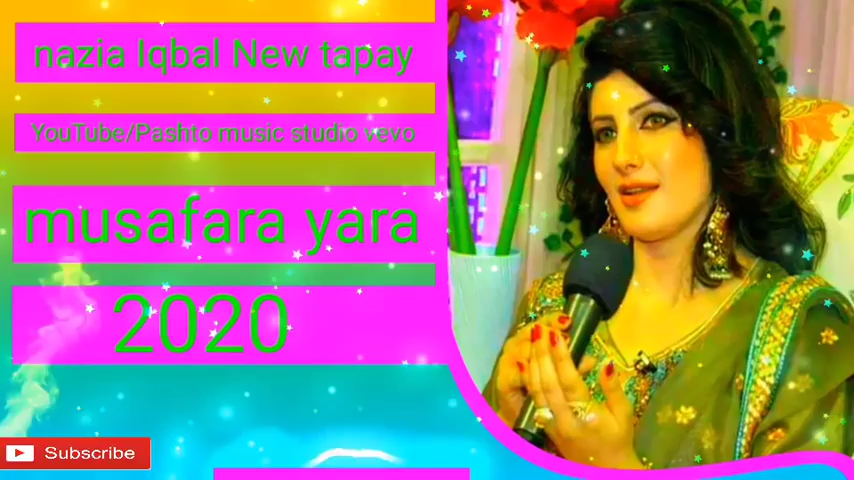 nazia Iqbal New tapay
YouTube/Pashto music studio vevo
musafara yara
2020
Subscribe